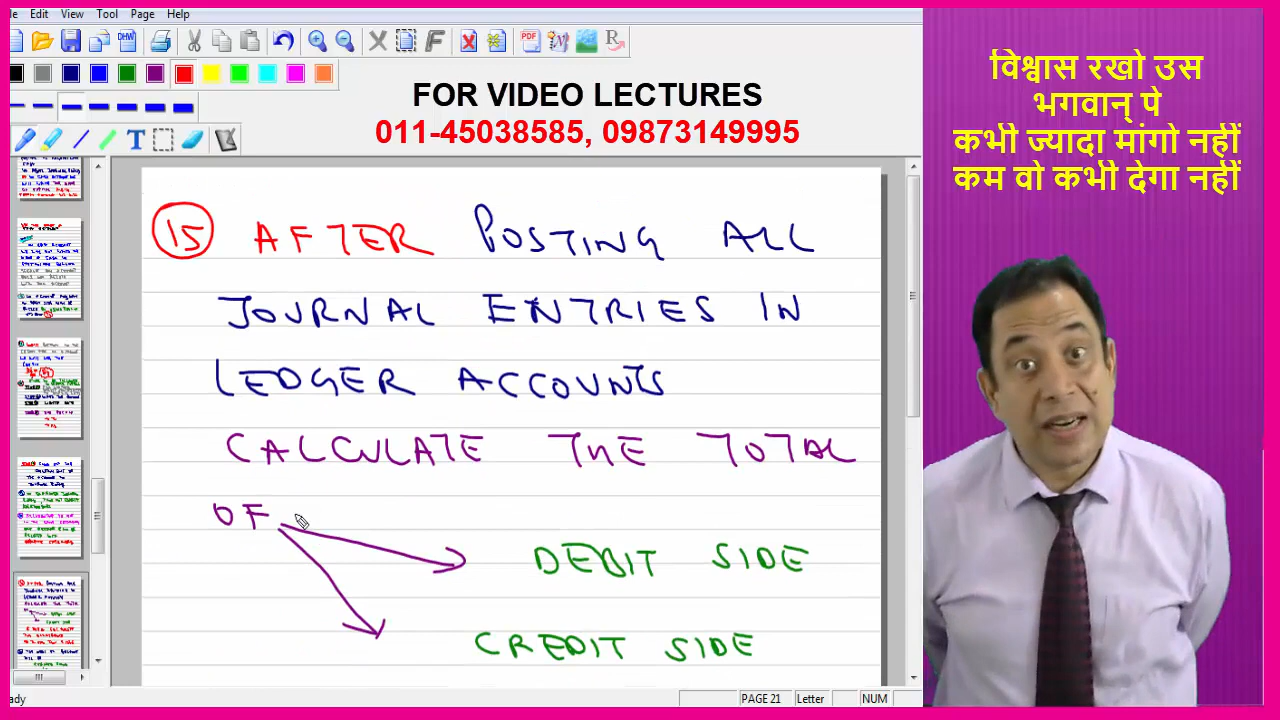 le Edit View Tool Page Help
DHW
PDF
FOR VIDEO LECTURES
011-45038585, 09873149995
विश्वास रखो उस
भगवान् पे
कभी ज्यादा मांगो नहीं
कम वो कभी देगा नहीं
15 AFTER POSTING ALL
JOURNAL ENTRIES IN
LEDGER ACCOUNTS
CALCULATE THE TOTAL
OF
DEBIT SIDE
CREDIT SIDE
ady PAGE 21 Letter NUM